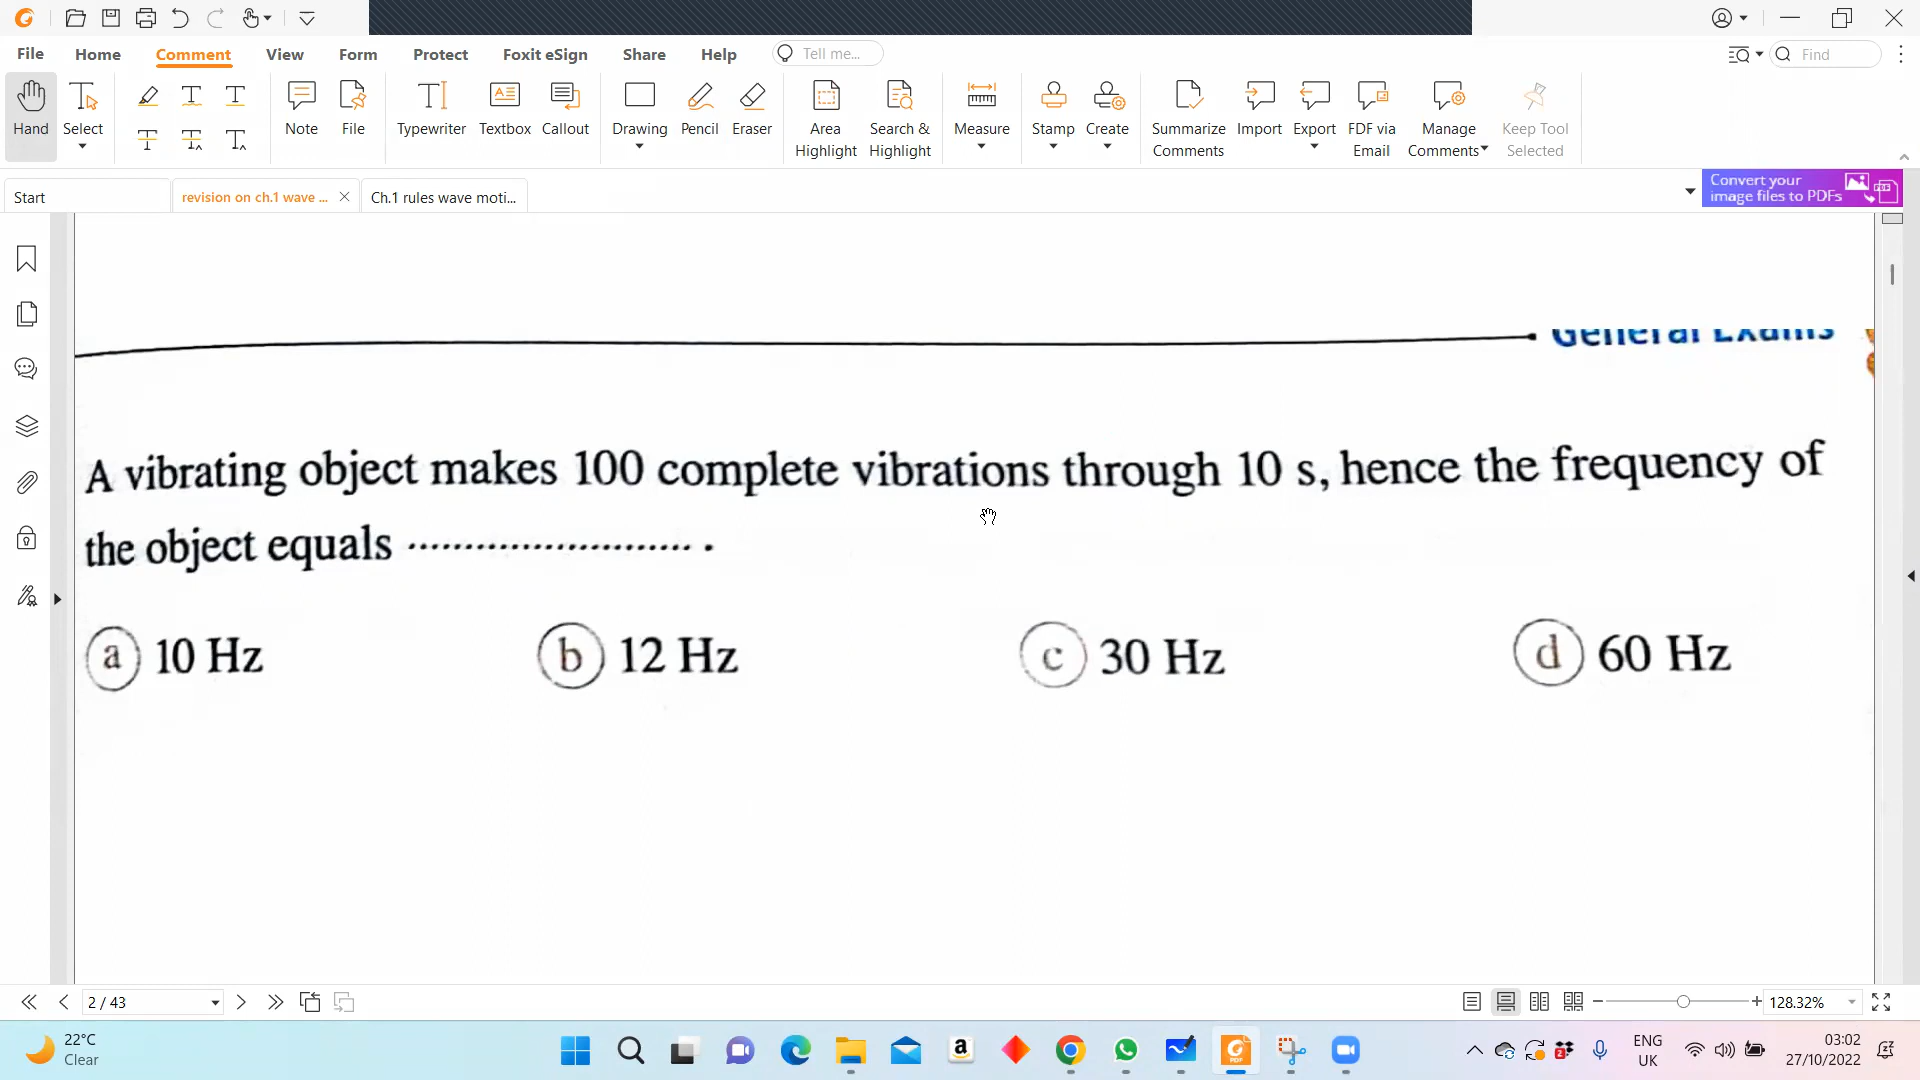 File Home Comment View Form Protect Foxit eSign Share Help Tell me... Find
Hand Select Note File Typewriter Textbox Callout Drawing Pencil Eraser Area Highlight Search & Highlight Measure Stamp Create Summarize Comments Import Export FDF via Email Manage Comments Keep Tool Selected
Start revision on ch.1 wave ... Ch.1 rules wave moti...
Convert your
image files to PDFs
General Exams
A vibrating object makes 100 complete vibrations through 10 s, hence the frequency of
the object equals .......................... .
a 10 Hz b 12 Hz c 30 Hz d 60 Hz
2 / 43 128.32%
22°C
Clear
ENG
UK
03:02
27/10/2022